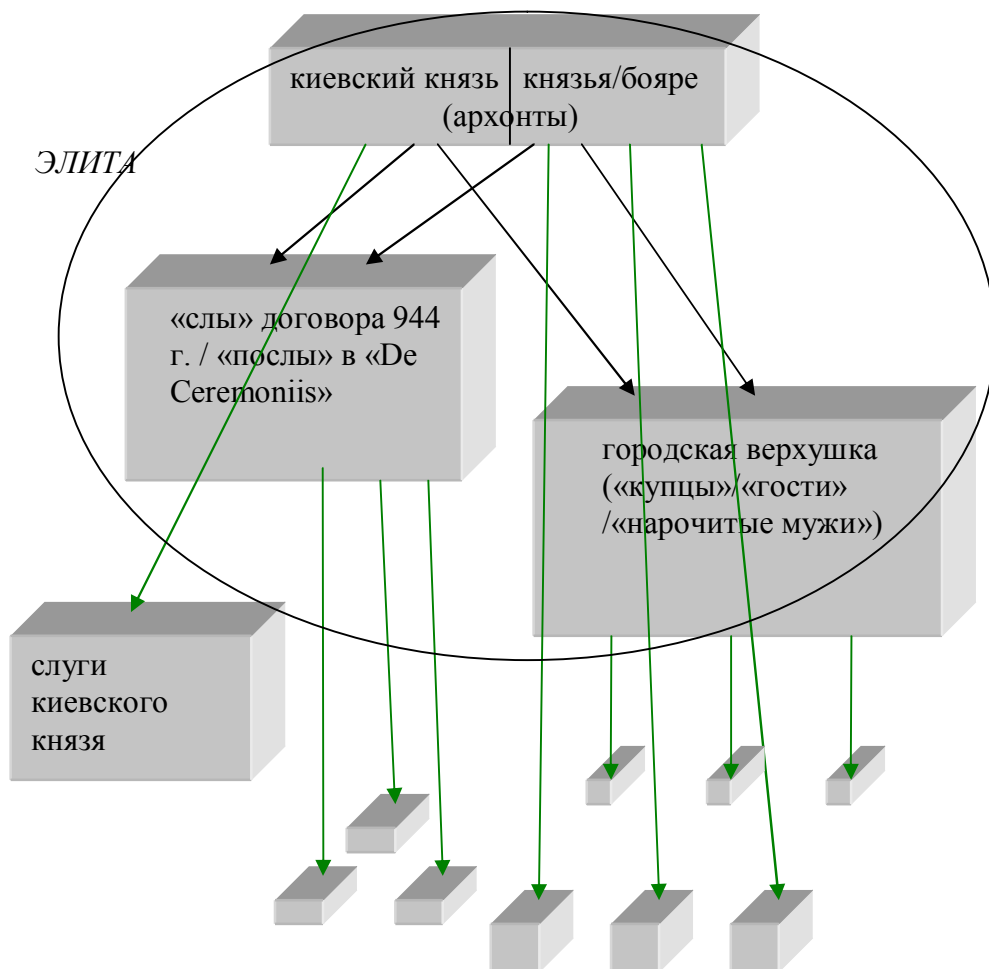 киевский князь князья/бояре
(архонты)
ЭЛИТА
«слы» договора 944
г. / «послы» в «De
Ceremoniis»
городская верхушка
(«купцы»/«гости»
/«нарочитые мужи»)
слуги
киевского
князя